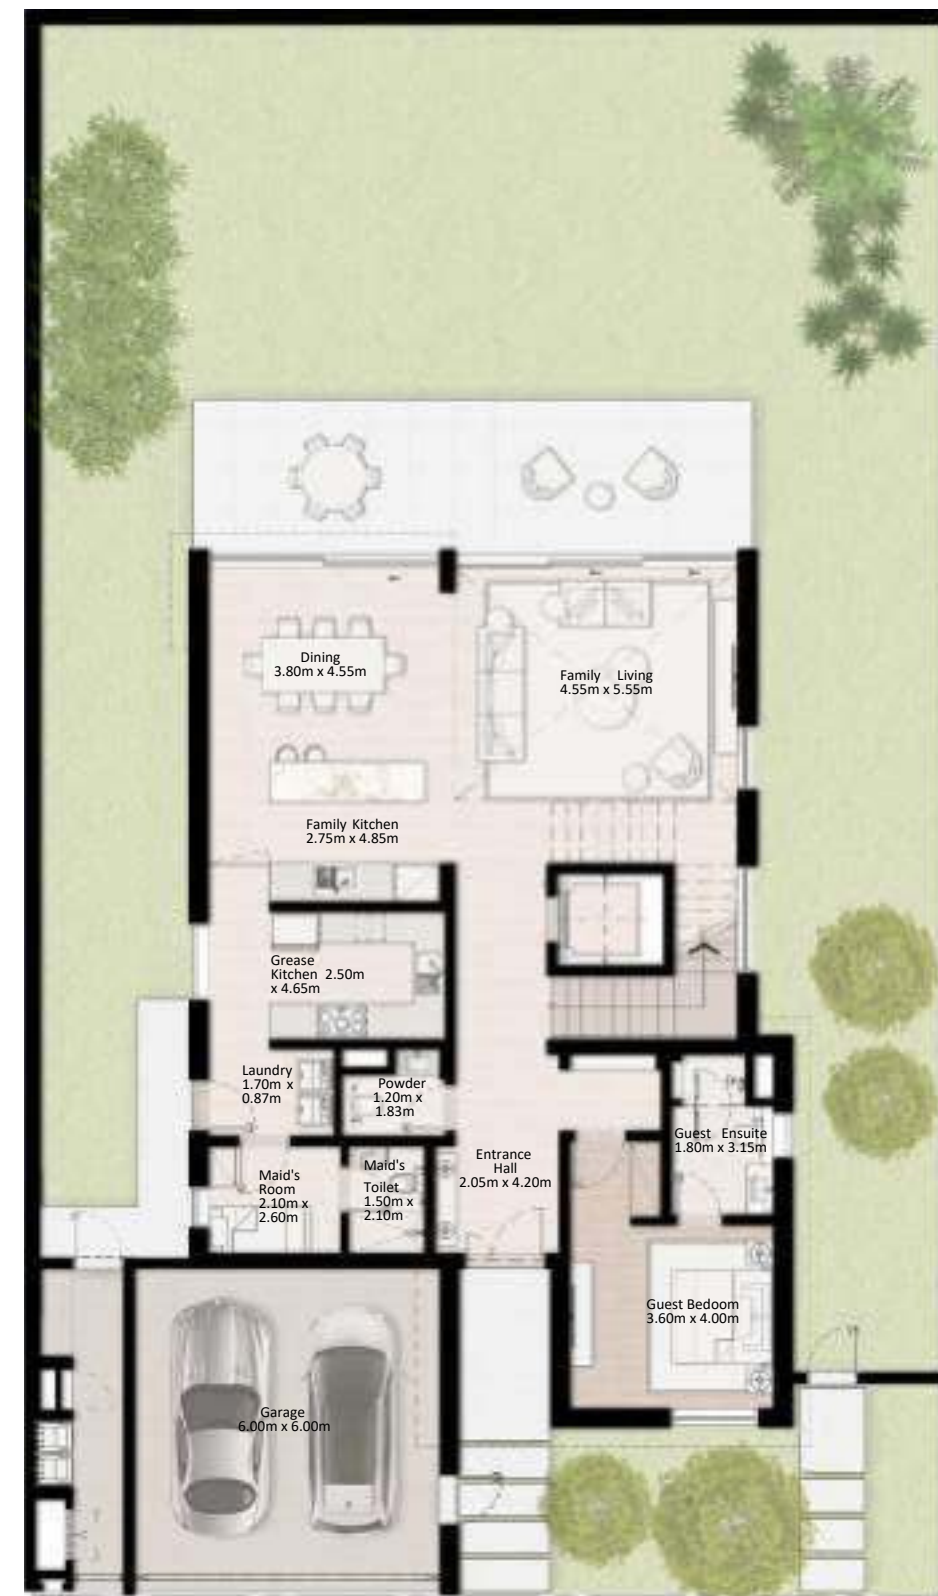 Dining
3.80m x 4.55m
Family Living
4.55m x 5.55m
Family Kitchen
2.75m x 4.85m
Grease
Kitchen 2.50m
x 4.65m
Laundry
1.70m x
0.87m
Powder
1.20m x
1.83m
Guest Ensuite
1.80m x 3.15m
Entrance
Hall
2.05m x 4.20m
Maid's
Room
2.10m x
2.60m
Maid's
Toilet
1.50m x
2.10m
Guest Bedoom
3.60m x 4.00m
Garage
6.00m x 6.00m